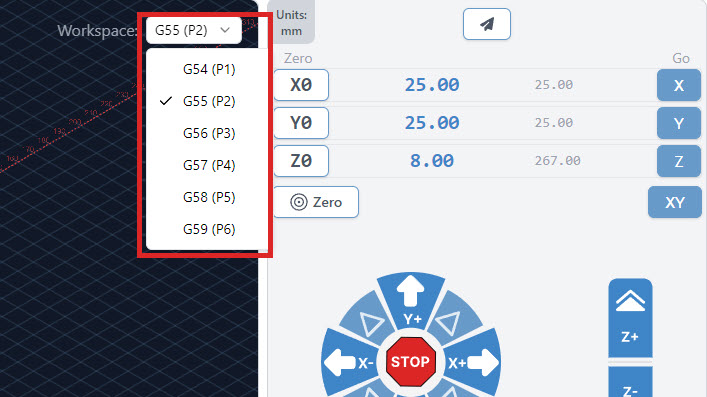 Workspace: G55 (P2)
G54 (P1)
G55 (P2)
G56 (P3)
G57 (P4)
G58 (P5)
G59 (P6)
Units:
mm
Zero Go
X0 25.00 25.00 X
Y0 25.00 25.00 Y
Z0 8.00 267.00 Z
Zero XY
Y+
X- STOP X+
Z+
Z-